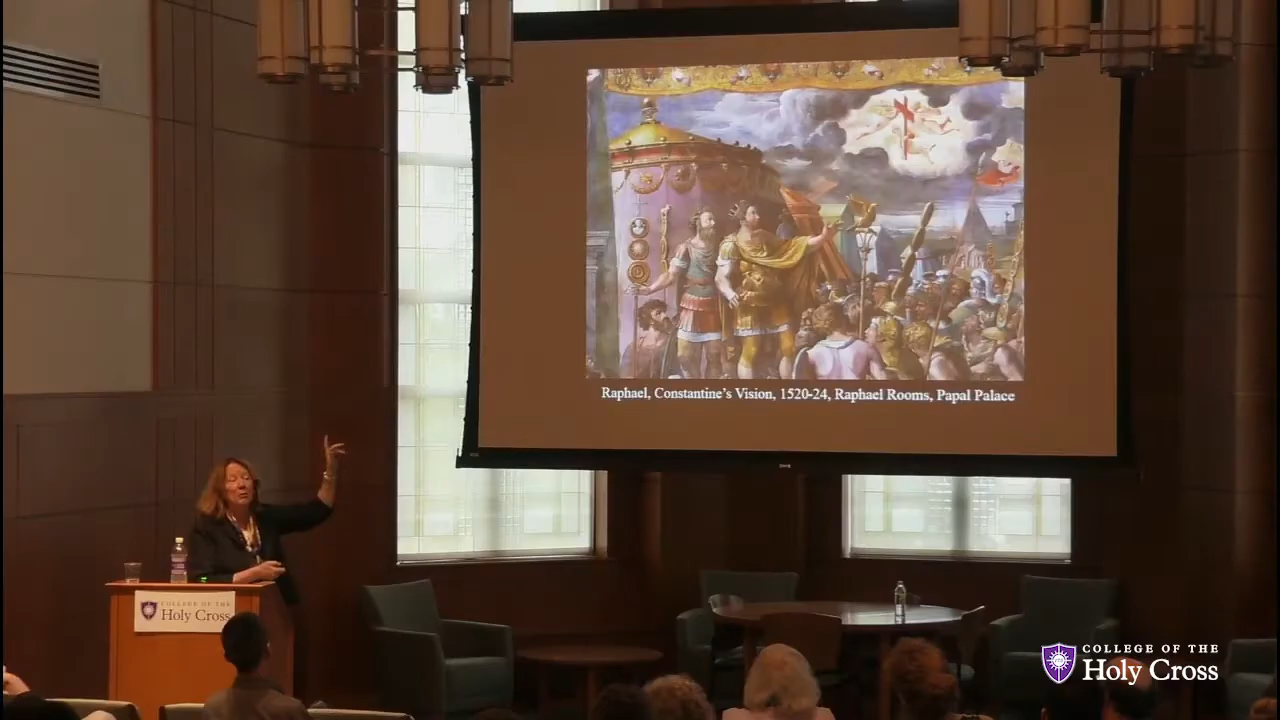 Raphael, Constantine's Vision, 1520-24, Raphael Rooms, Papal Palace
COLLEGE OF THE
Holy Cross
COLLEGE OF THE
Holy Cross